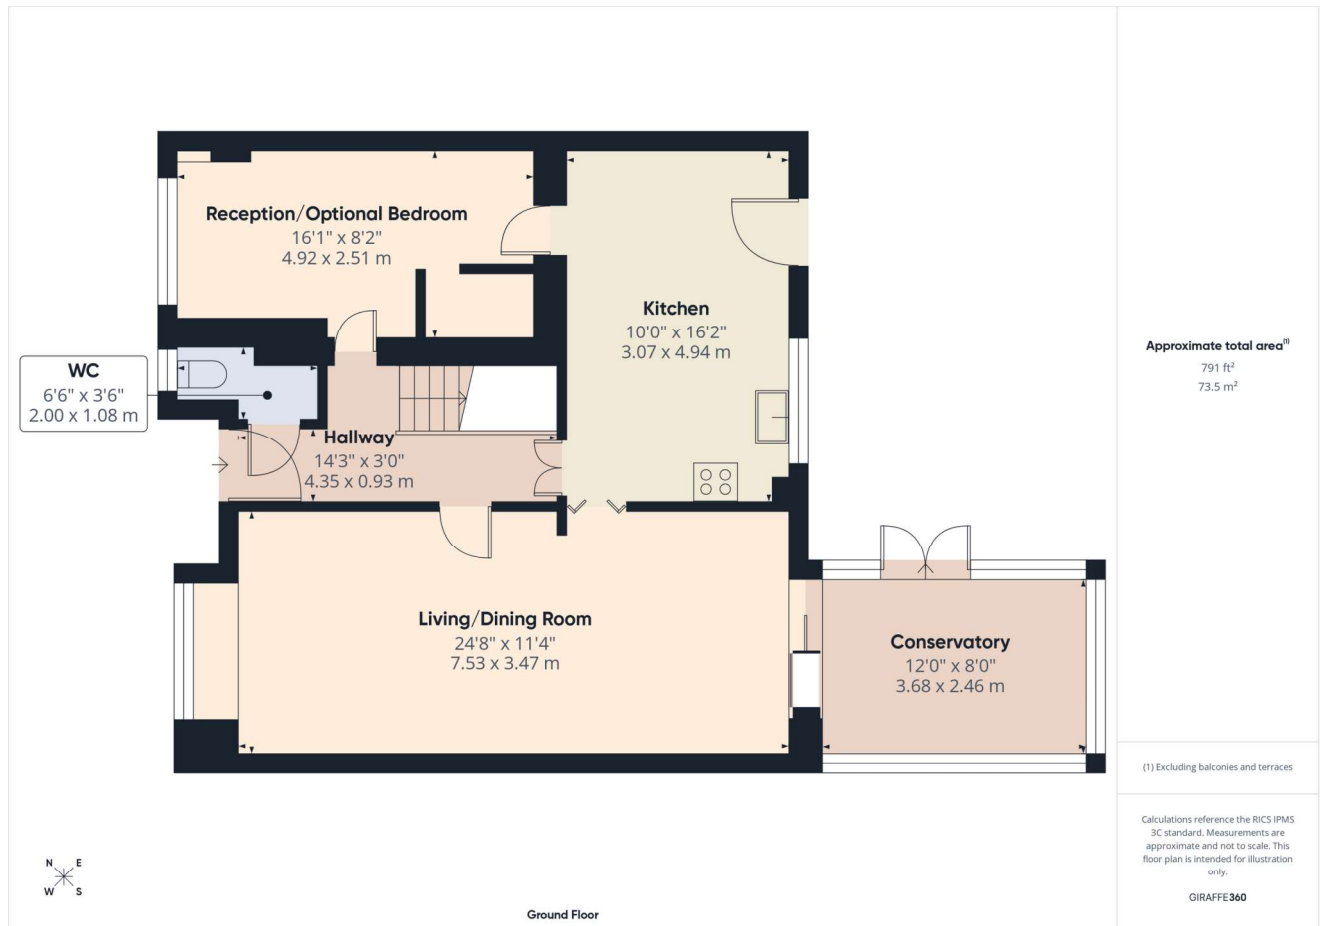 Reception/Optional Bedroom
16'1" x 8'2"
4.92 x 2.51 m
Kitchen
10'0" x 16'2"
3.07 x 4.94 m
WC
6'6" x 3'6"
2.00 x 1.08 m
Hallway
14'3" x 3'0"
4.35 x 0.93 m
Living/Dining Room
24'8" x 11'4"
7.53 x 3.47 m
Conservatory
12'0" x 8'0"
3.68 x 2.46 m
N E
W S
Ground Floor
Approximate total area(1)
791 ft²
73.5 m²
(1) Excluding balconies and terraces
Calculations reference the RICS IPMS
3C standard. Measurements are
approximate and not to scale. This
floor plan is intended for illustration
only.
GIRAFFE360